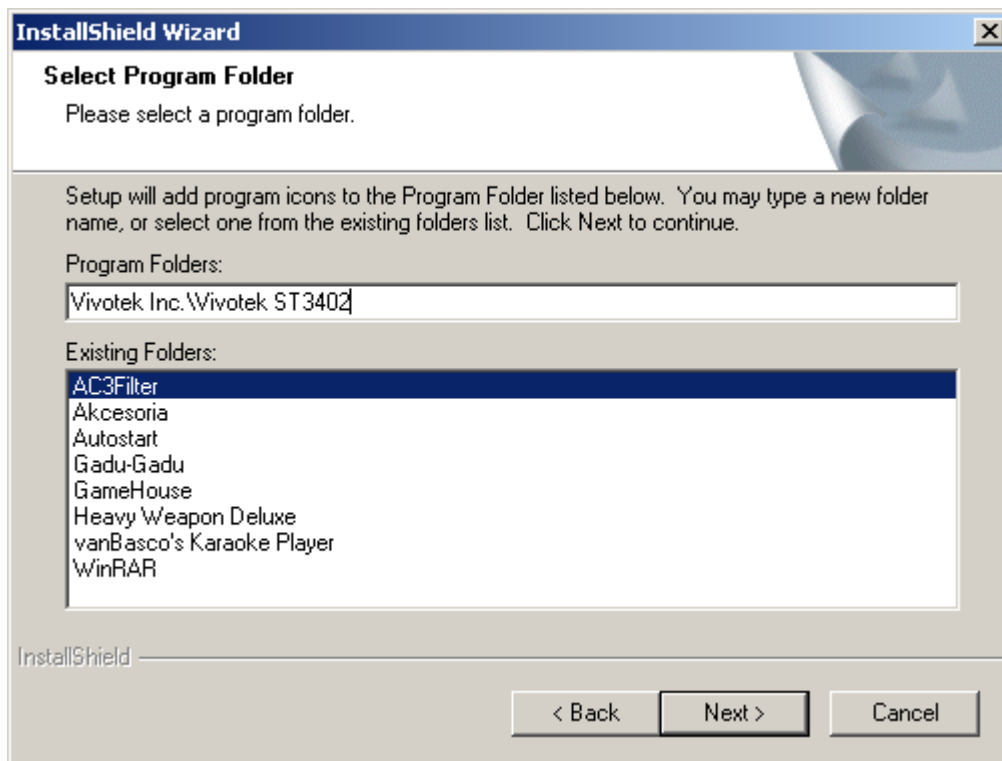 InstallShield Wizard
Select Program Folder
Please select a program folder.
Setup will add program icons to the Program Folder listed below.  You may type a new folder
name, or select one from the existing folders list.  Click Next to continue.
Program Folders:
Vivotek Inc.\Vivotek ST3402
Existing Folders:
AC3Filter
Akcesoria
Autostart
Gadu-Gadu
GameHouse
Heavy Weapon Deluxe
vanBasco's Karaoke Player
WinRAR
InstallShield
< Back
Next >
Cancel